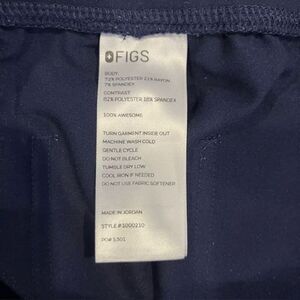 FIGS
BODY:
72% POLYESTER 21% RAYON
7% SPANDEX
CONTRAST:
82% POLYESTER 18% SPANDEX
100% AWESOME
TURN GARMENT INSIDE OUT
MACHINE WASH COLD
GENTLE CYCLE
DO NOT BLEACH
TUMBLE DRY LOW
COOL IRON IF NEEDED
DO NOT USE FABRIC SOFTENER
MADE IN JORDAN
STYLE #1000210
PO# 5301